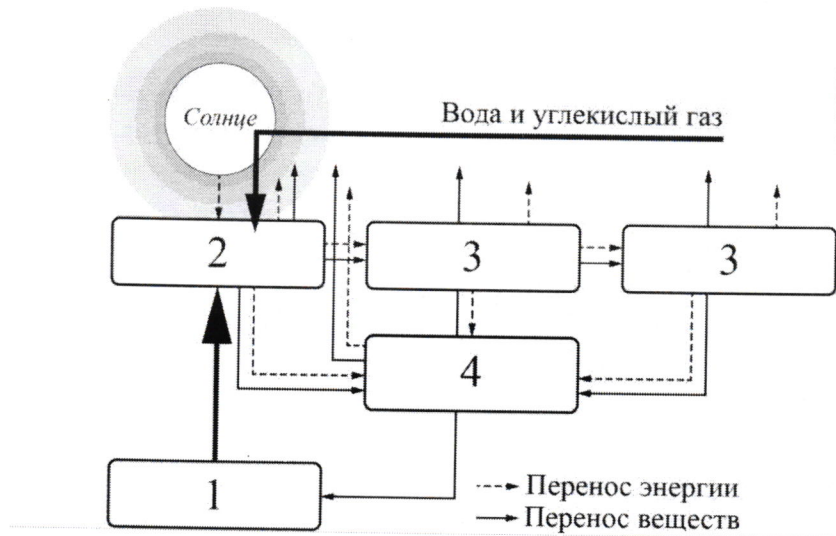 Солнце
Вода и углекислый газ
2
3
3
4
1
Перенос энергии
Перенос веществ